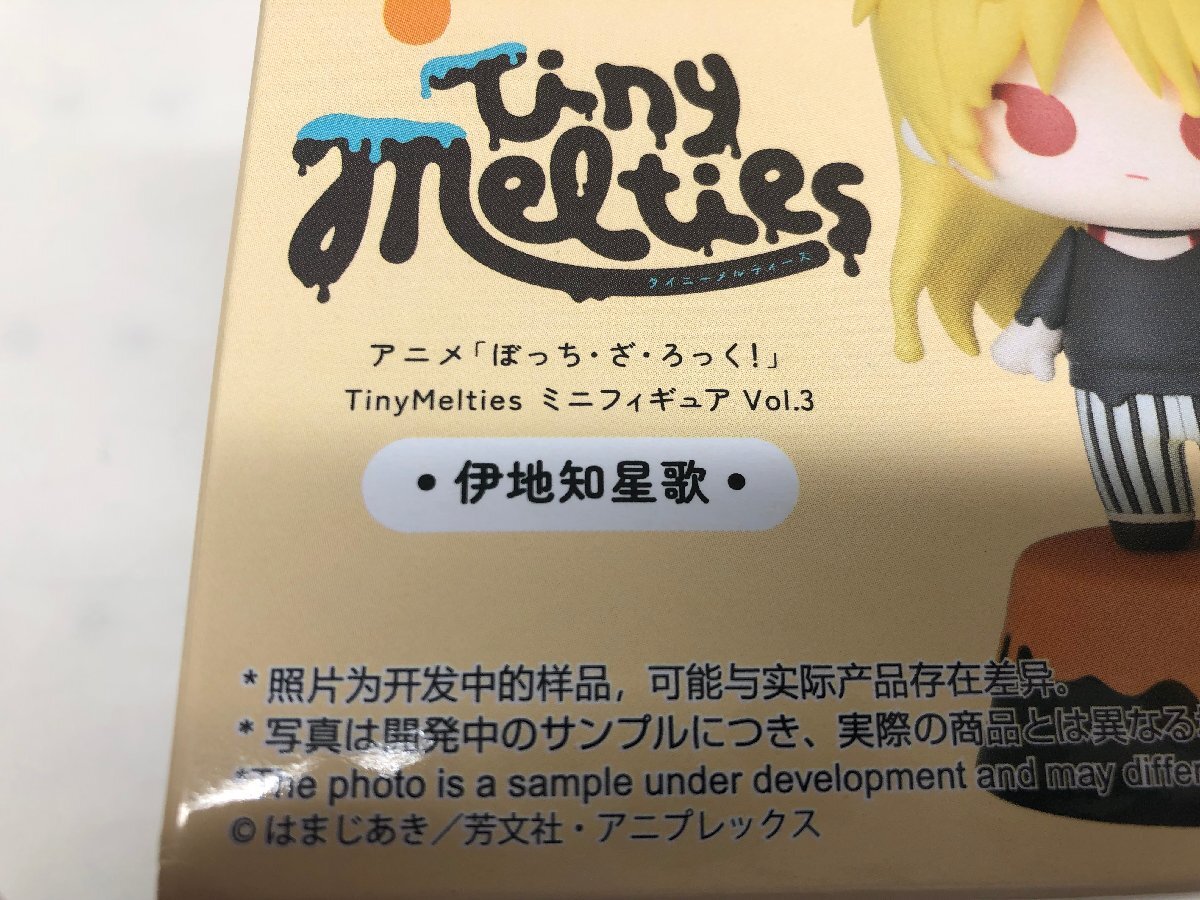 Tiny
Melties
タイニーメルティース
アニメ「ぼっち・ざ・ろっく!」
TinyMelties ミニフィギュア Vol.3
・伊地知星歌・
* 照片为开发中的样品，可能与实际产品存在差异。
* 写真は開発中のサンプルにつき、実際の商品とは異なる
*The photo is a sample under development and may differ
©はまじあき／芳文社・アニプレックス